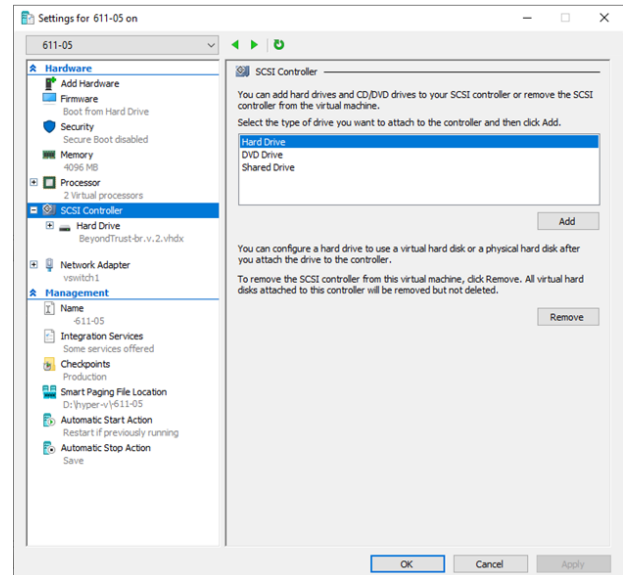 Settings for 611-05 on
611-05
Hardware
Add Hardware
Firmware
Boot from Hard Drive
Security
Secure Boot disabled
Memory
4096 MB
Processor
2 Virtual processors
SCSI Controller
Hard Drive
BeyondTrust-br.v.2.vhdx
Network Adapter
vswitch1
Management
Name
-611-05
Integration Services
Some services offered
Checkpoints
Production
Smart Paging File Location
D:\hyper-v\-611-05
Automatic Start Action
Restart if previously running
Automatic Stop Action
Save
SCSI Controller
You can add hard drives and CD/DVD drives to your SCSI controller or remove the SCSI
controller from the virtual machine.
Select the type of drive you want to attach to the controller and then click Add.
Hard Drive
DVD Drive
Shared Drive
Add
You can configure a hard drive to use a virtual hard disk or a physical hard disk after
you attach the drive to the controller.
To remove the SCSI controller from this virtual machine, click Remove. All virtual hard
disks attached to this controller will be removed but not deleted.
Remove
OK
Cancel
Apply